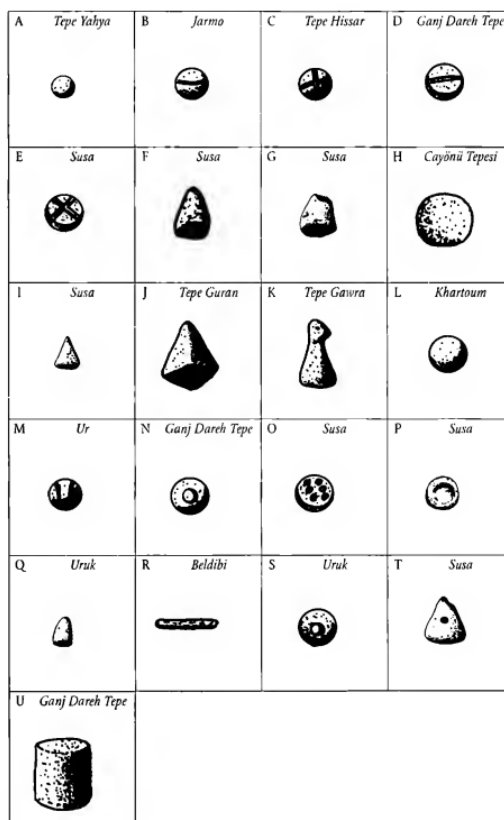 A Tepe Yahya
B Jarmo
C Tepe Hissar
D Ganj Dareh Tepe
E Susa
F Susa
G Susa
H Cayönü Tepesi
I Susa
J Tepe Guran
K Tepe Gawra
L Khartoum
M Ur
N Ganj Dareh Tepe
O Susa
P Susa
Q Uruk
R Beldibi
S Uruk
T Susa
U Ganj Dareh Tepe